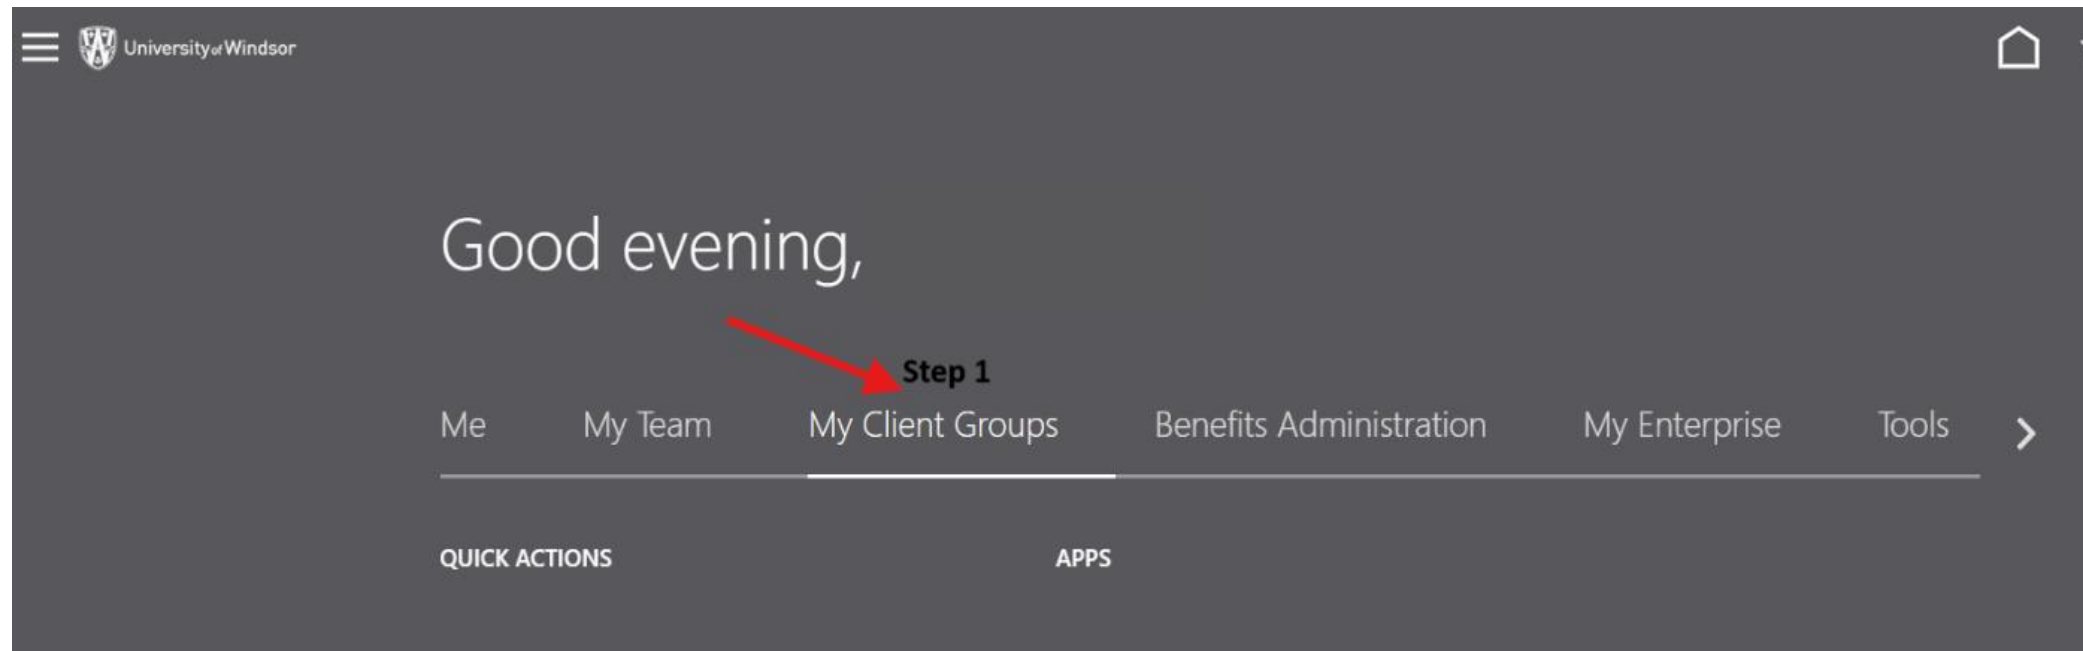 University of Windsor
Good evening,
Step 1
Me My Team My Client Groups Benefits Administration My Enterprise Tools
QUICK ACTIONS APPS